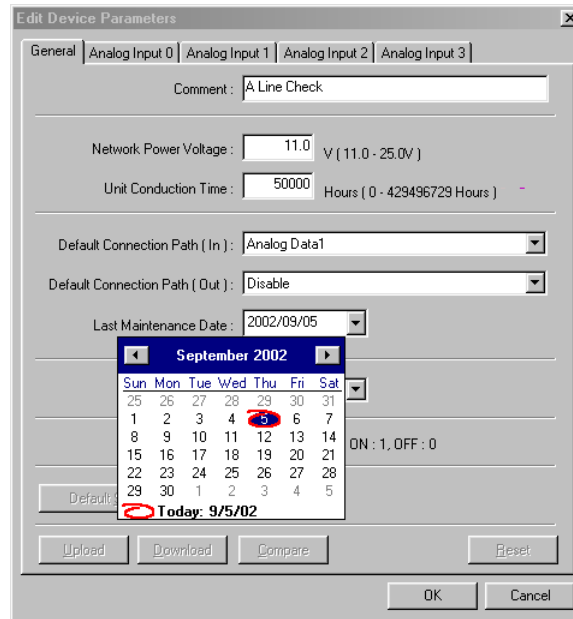 Edit Device Parameters
General Analog Input 0 Analog Input 1 Analog Input 2 Analog Input 3
Comment : A Line Check
Network Power Voltage : 11.0 V ( 11.0 - 25.0V )
Unit Conduction Time : 50000 Hours ( 0 - 429496729 Hours )
Default Connection Path ( In ) : Analog Data1
Default Connection Path ( Out ) : Disable
Last Maintenance Date : 2002/09/05
September 2002
Sun Mon Tue Wed Thu Fri Sat
25 26 27 28 29 30 31
1 2 3 4 5 6 7
8 9 10 11 12 13 14
ON : 1, OFF : 0
15 16 17 18 19 20 21
22 23 24 25 26 27 28
29 30 1 2 3 4 5
Default
Today: 9/5/02
Upload Download Compare Reset
OK Cancel